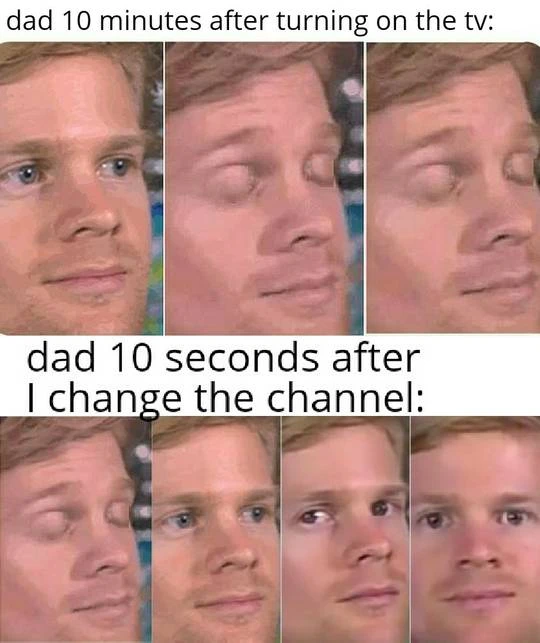 dad 10 minutes after turning on the tv:
dad 10 seconds after
I change the channel: